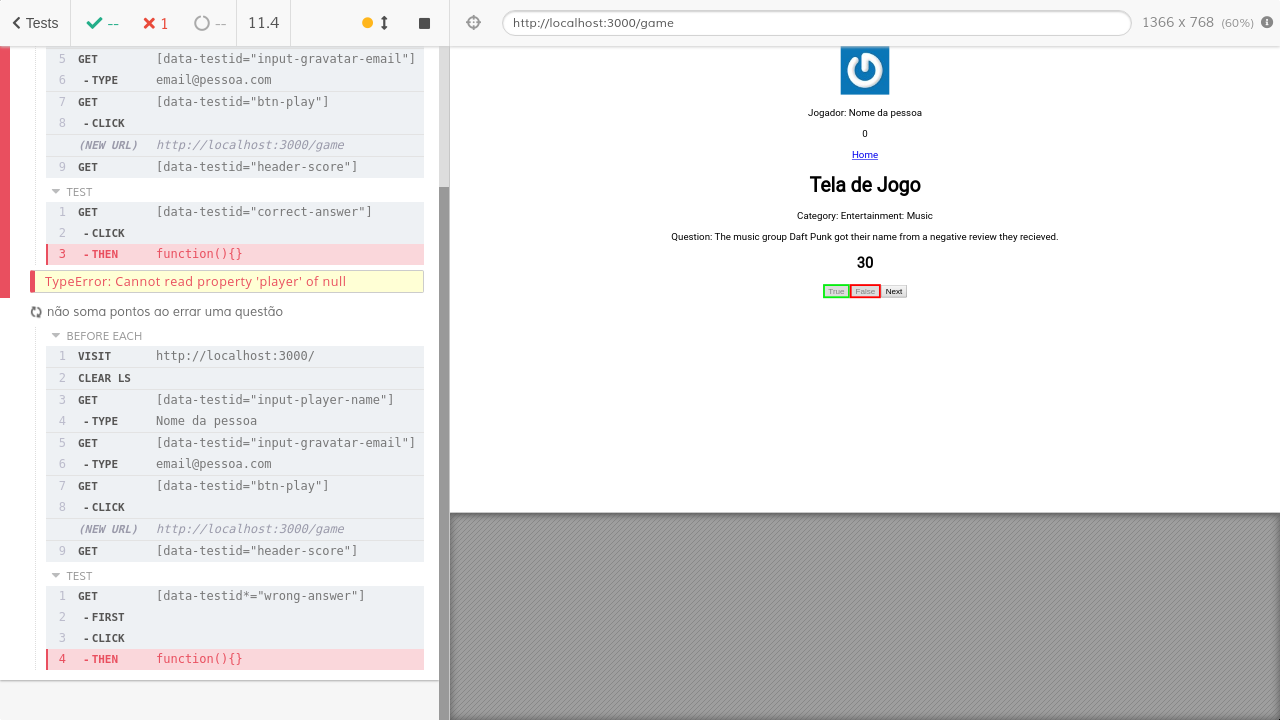 Tests
--
1
--
11.4
http://localhost:3000/game
1366 x 768 (60%)
5 GET [data-testid="input-gravatar-email"]
6 - TYPE email@pessoa.com
7 GET [data-testid="btn-play"]
8 - CLICK
(NEW URL) http://localhost:3000/game
9 GET [data-testid="header-score"]
TEST
1 GET [data-testid="correct-answer"]
2 - CLICK
3 - THEN function(){}
TypeError: Cannot read property 'player' of null
não soma pontos ao errar uma questão
BEFORE EACH
1 VISIT http://localhost:3000/
2 CLEAR LS
3 GET [data-testid="input-player-name"]
4 - TYPE Nome da pessoa
5 GET [data-testid="input-gravatar-email"]
6 - TYPE email@pessoa.com
7 GET [data-testid="btn-play"]
8 - CLICK
(NEW URL) http://localhost:3000/game
9 GET [data-testid="header-score"]
TEST
1 GET [data-testid*="wrong-answer"]
2 - FIRST
3 - CLICK
4 - THEN function(){}
Jogador: Nome da pessoa
0
Home
Tela de Jogo
Category: Entertainment: Music
Question: The music group Daft Punk got their name from a negative review they recieved.
30
True False Next